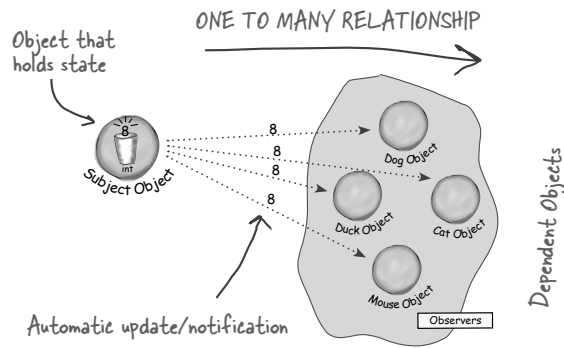 ONE TO MANY RELATIONSHIP
Object that
holds state
8
int
Subject Object
8
8
8
8
Dog Object
Duck Object
Cat Object
Mouse Object
Observers
Dependent Objects
Automatic update/notification